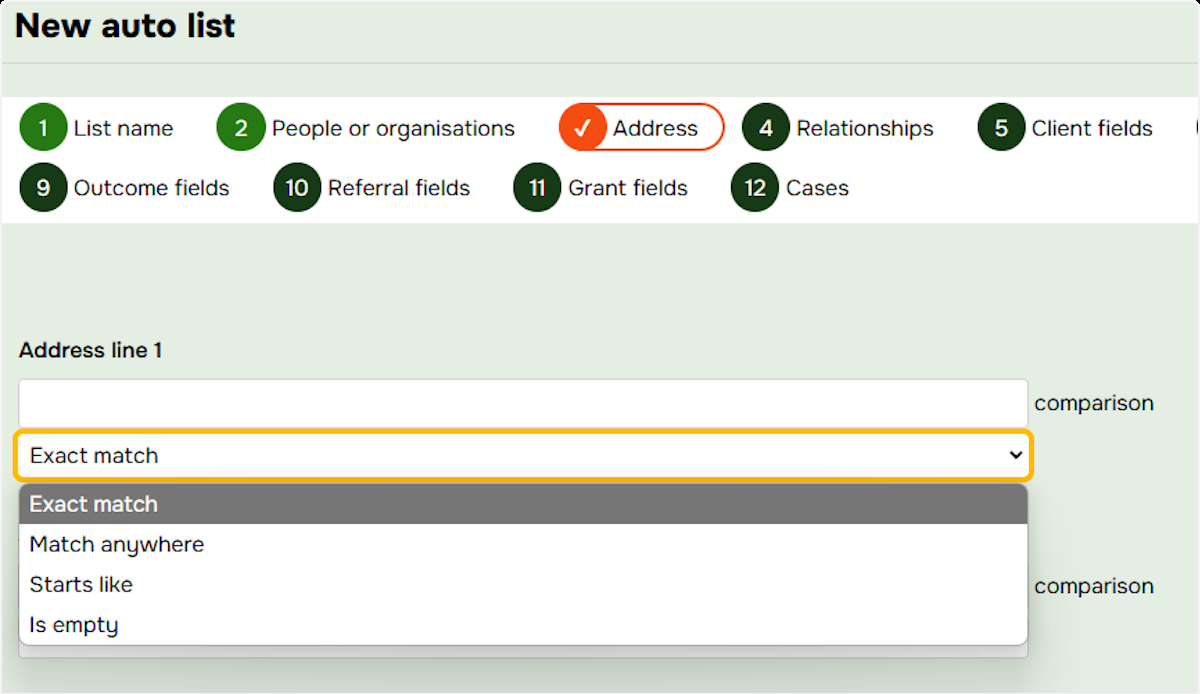 New auto list
1 List name 2 People or organisations ✓ Address 4 Relationships 5 Client fields
9 Outcome fields 10 Referral fields 11 Grant fields 12 Cases
Address line 1
comparison
Exact match
Exact match
Match anywhere
Starts like
comparison
Is empty